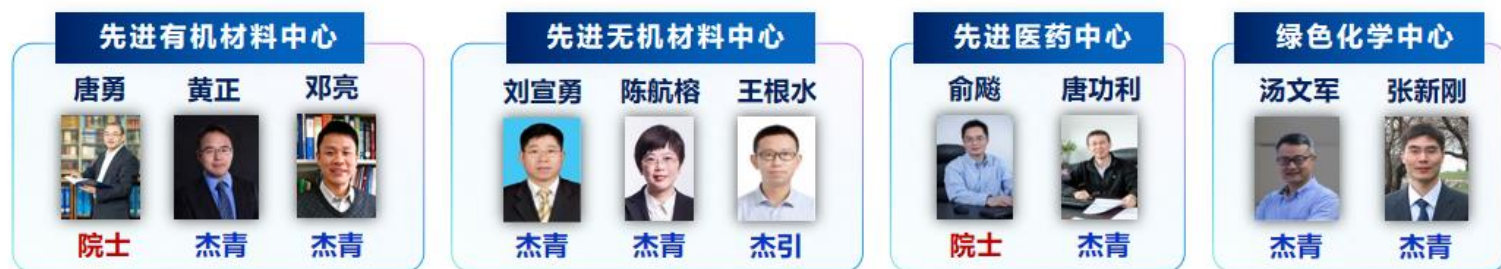 先进有机材料中心
唐勇 黄正 邓亮
院士 杰青 杰青
先进无机材料中心
刘宣勇 陈航榕 王根水
杰青 杰青 杰引
先进医药中心
俞飚 唐功利
院士 杰青
绿色化学中心
汤文军 张新刚
杰青 杰青